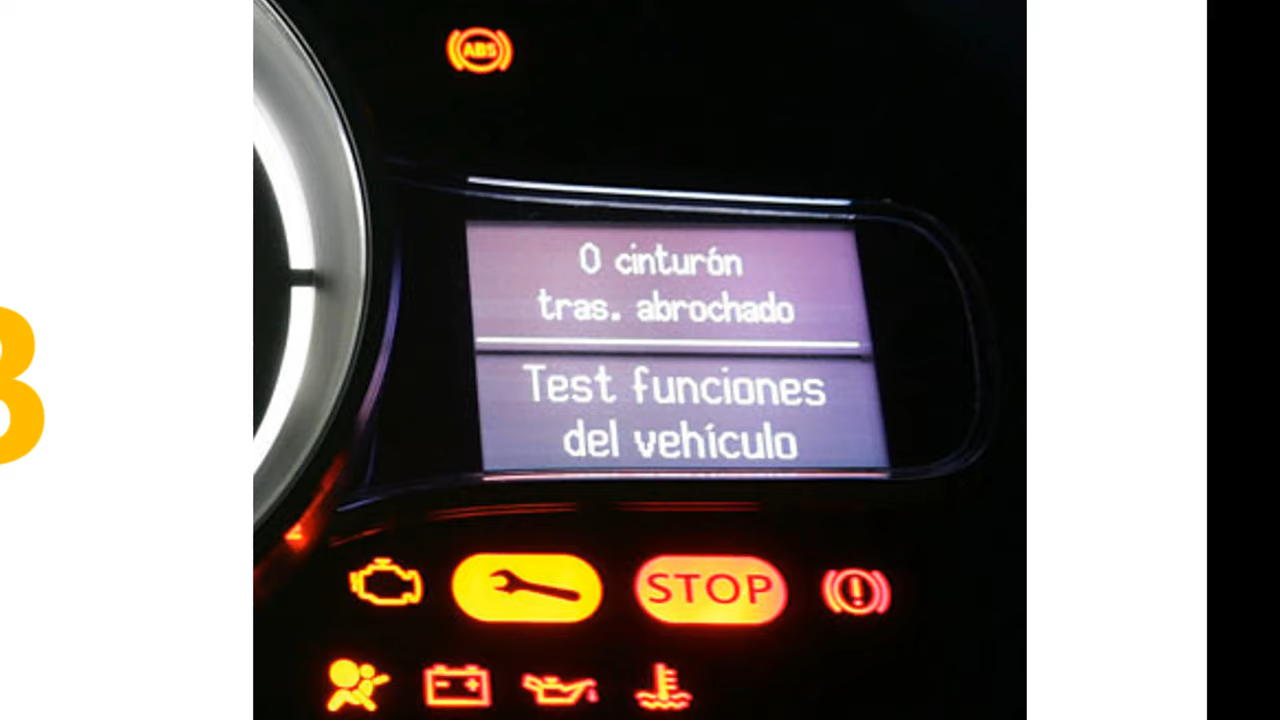 ABS
0 cinturón
tras. abrochado
Test funciones
del vehículo
STOP